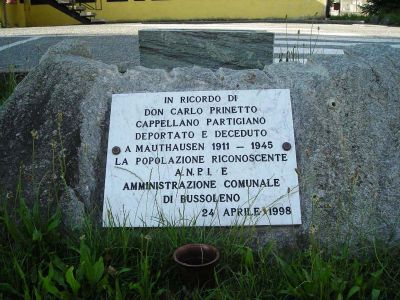 IN RICORDO DI
DON CARLO PRINETTO
CAPPELLANO PARTIGIANO
DEPORTATO E DECEDUTO
A MAUTHAUSEN 1911 – 1945
LA POPOLAZIONE RICONOSCENTE
A.N.P.I. E
AMMINISTRAZIONE COMUNALE
DI BUSSOLENO
24 APRILE 1998